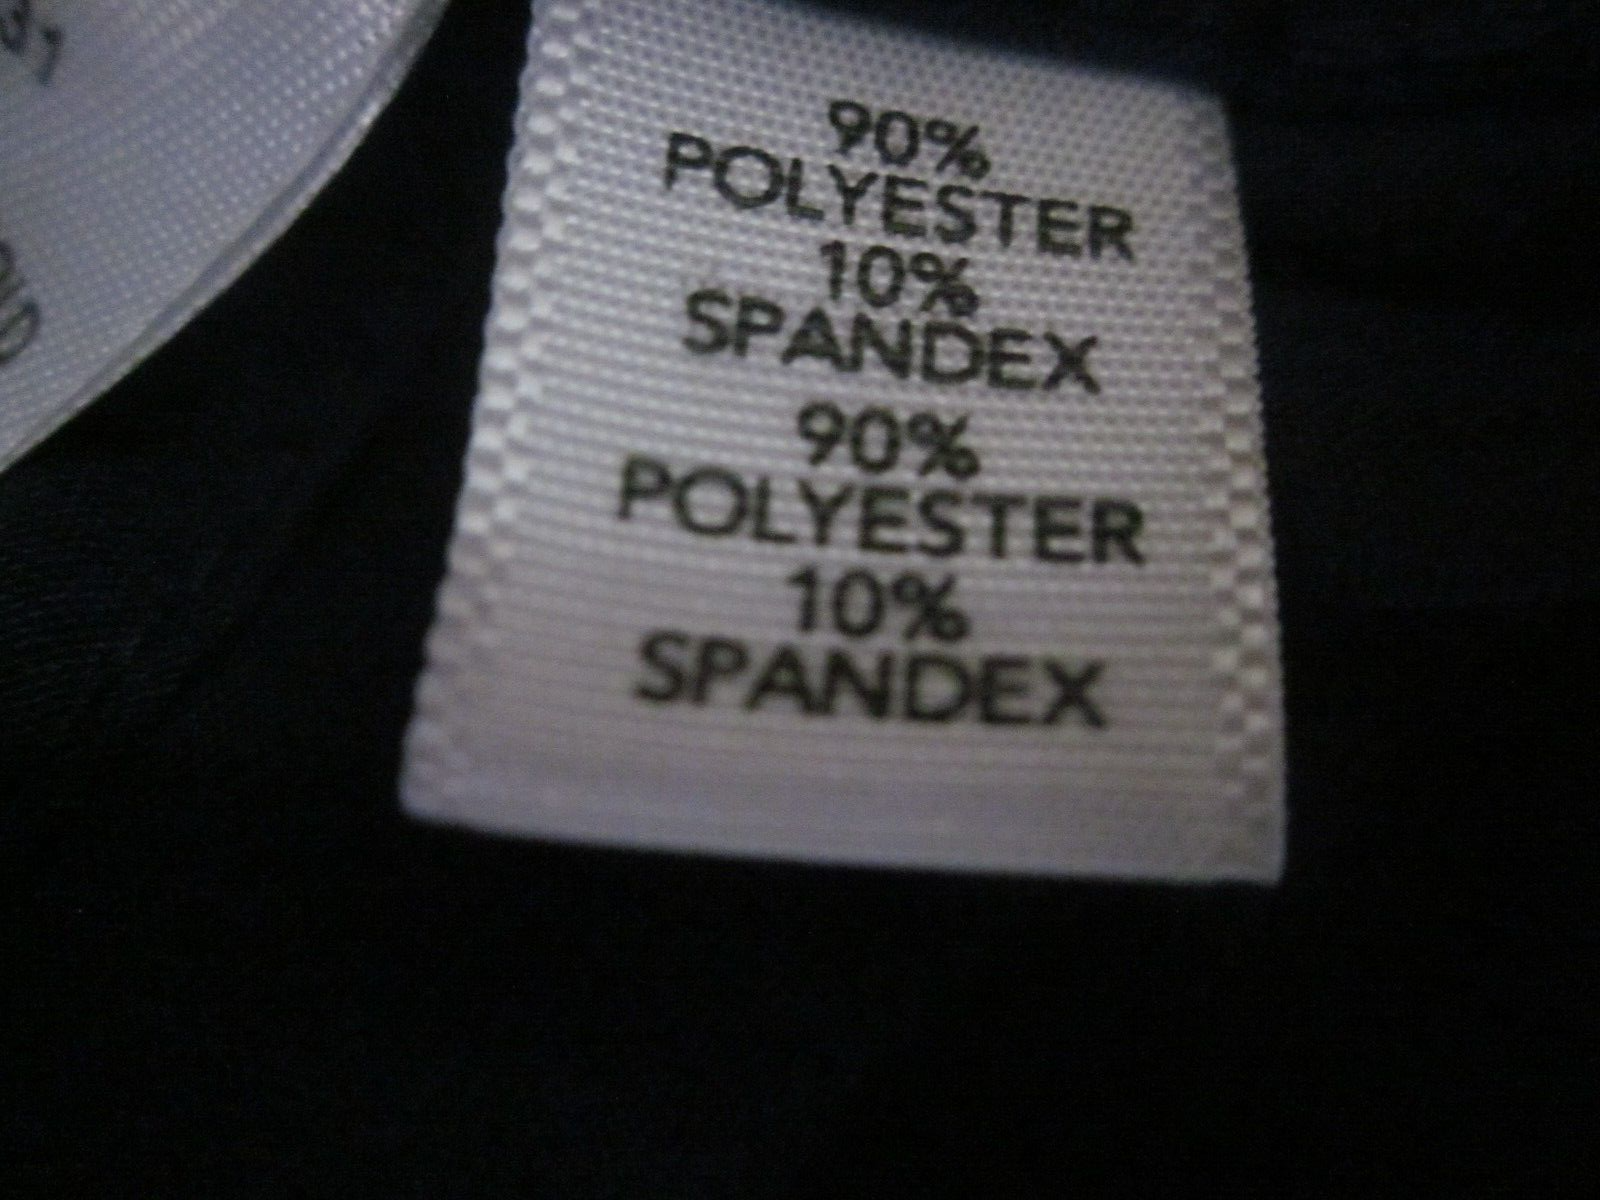 90%
POLYESTER
10%
SPANDEX
90%
POLYESTER
10%
SPANDEX